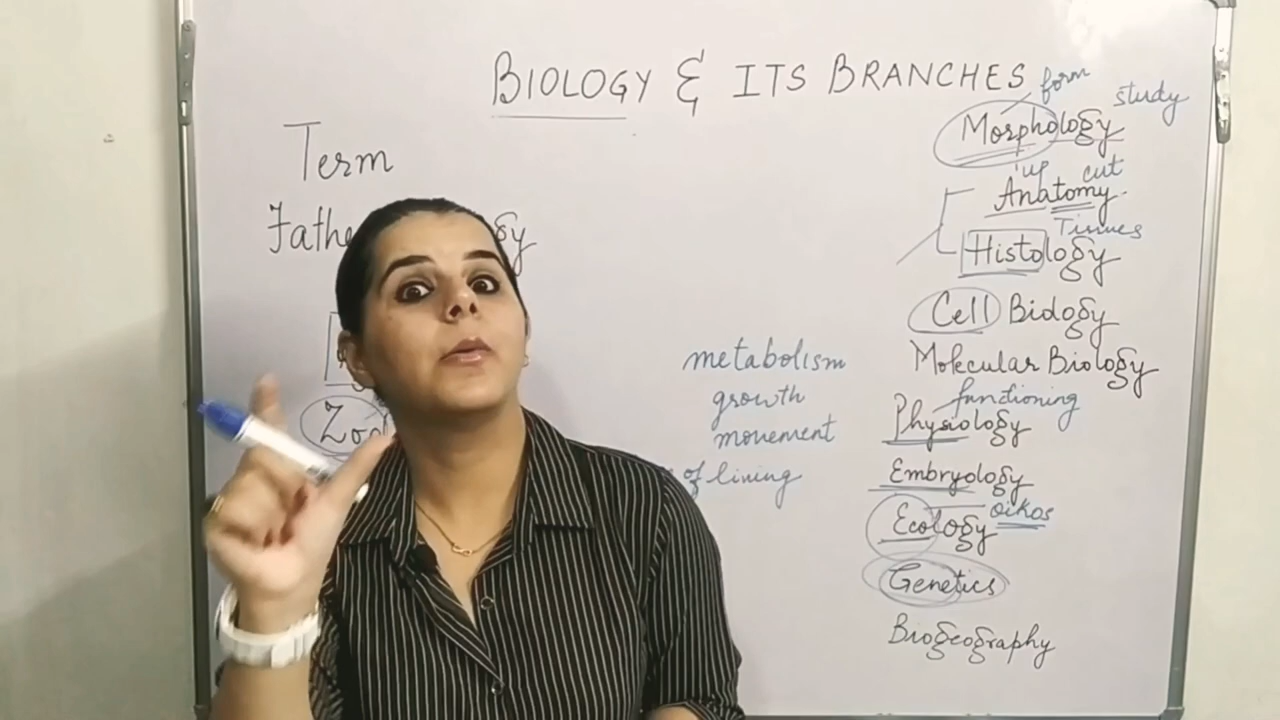 BIOLOGY & ITS BRANCHES
Term
form
study
Morphology
up
cut
Anatomy
Tissues
Histology
Cell Biology
metabolism
Molecular Biology
growth
functioning
movement
Physiology
of living
Embryology
oikos
Ecology
Genetics
Biogeography